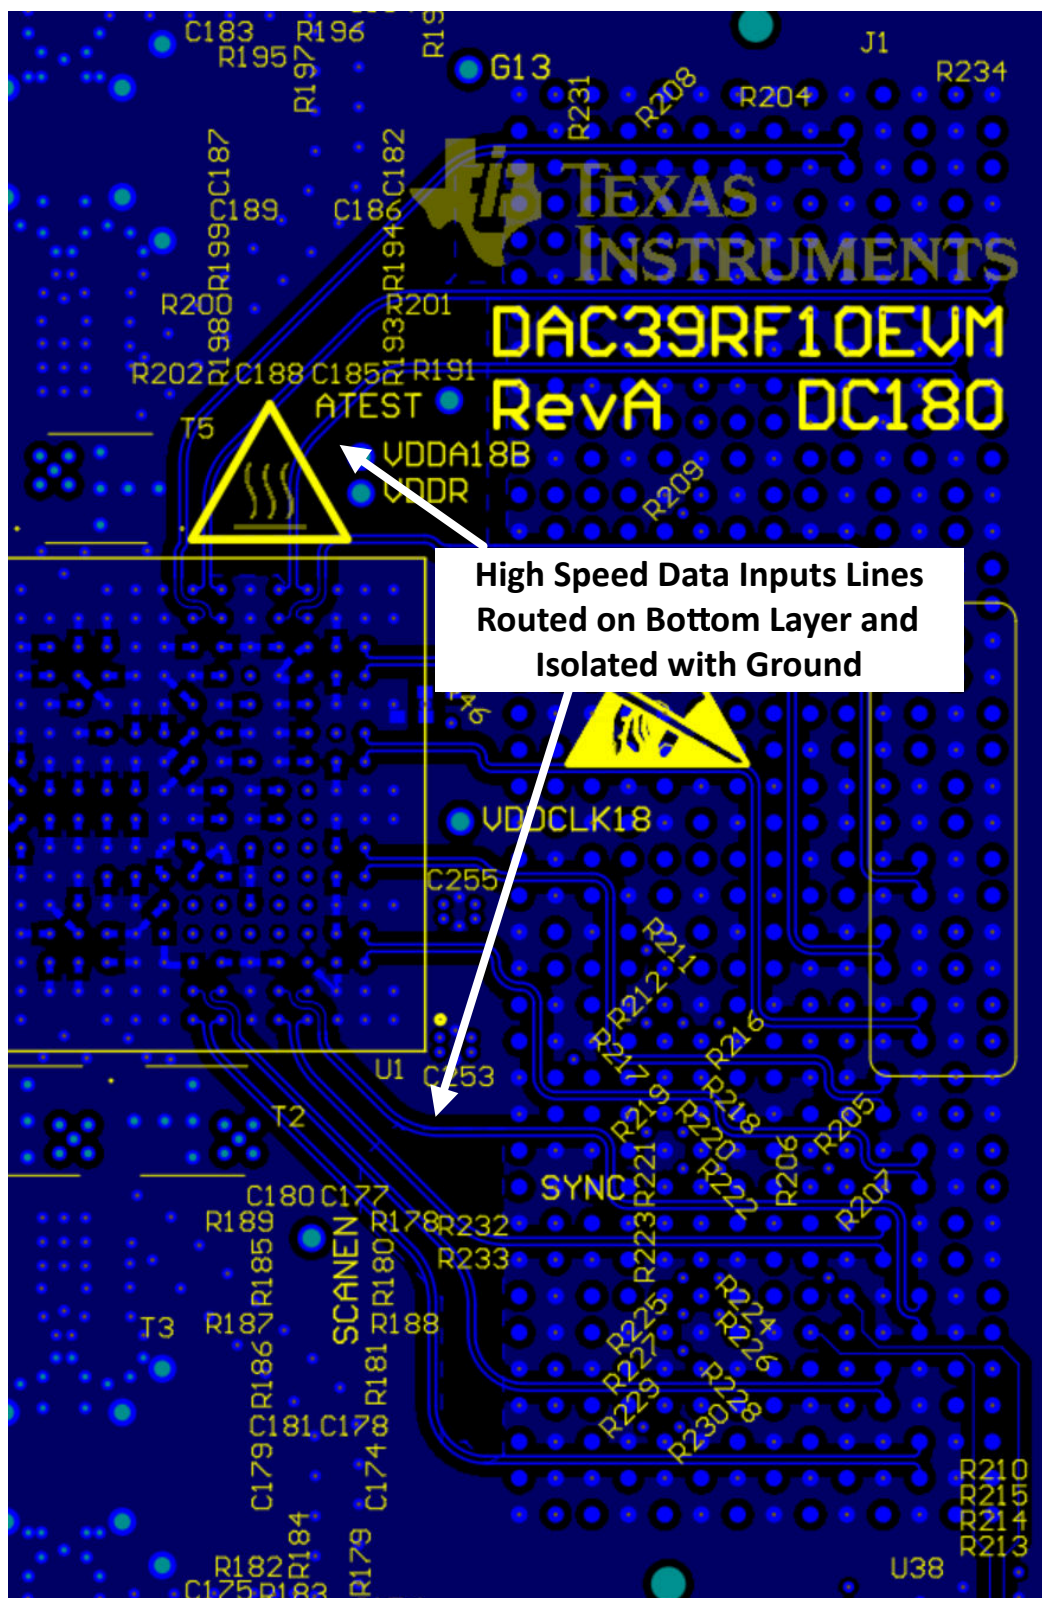 C183
R196
R195
R197
R19
G13
J1
R234
R231
R208
R204
C187
C182
R199
C189
C186
R194
TEXAS
INSTRUMENTS
R200
R201
R198
R193
DAC39RF10EVM
R202
C188
C185
R191
RevA DC180
ATEST
T5
VDDA18B
VDDR
R209
High Speed Data Inputs Lines
Routed on Bottom Layer and
Isolated with Ground
VDDCLK18
C255
R211
R212
R216
R217
U1
C253
R219
R218
R220
R205
T2
R221
R206
R222
R207
SYNC
C180
C177
R189
R178
R232
R233
R185
SCANEN
R180
R223
R224
R225
R226
T3
R187
R188
R227
R186
R181
R228
R229
R230
C181
C178
C179
C174
R210
R215
R214
R213
R184
R179
R182
U38
C175
R183